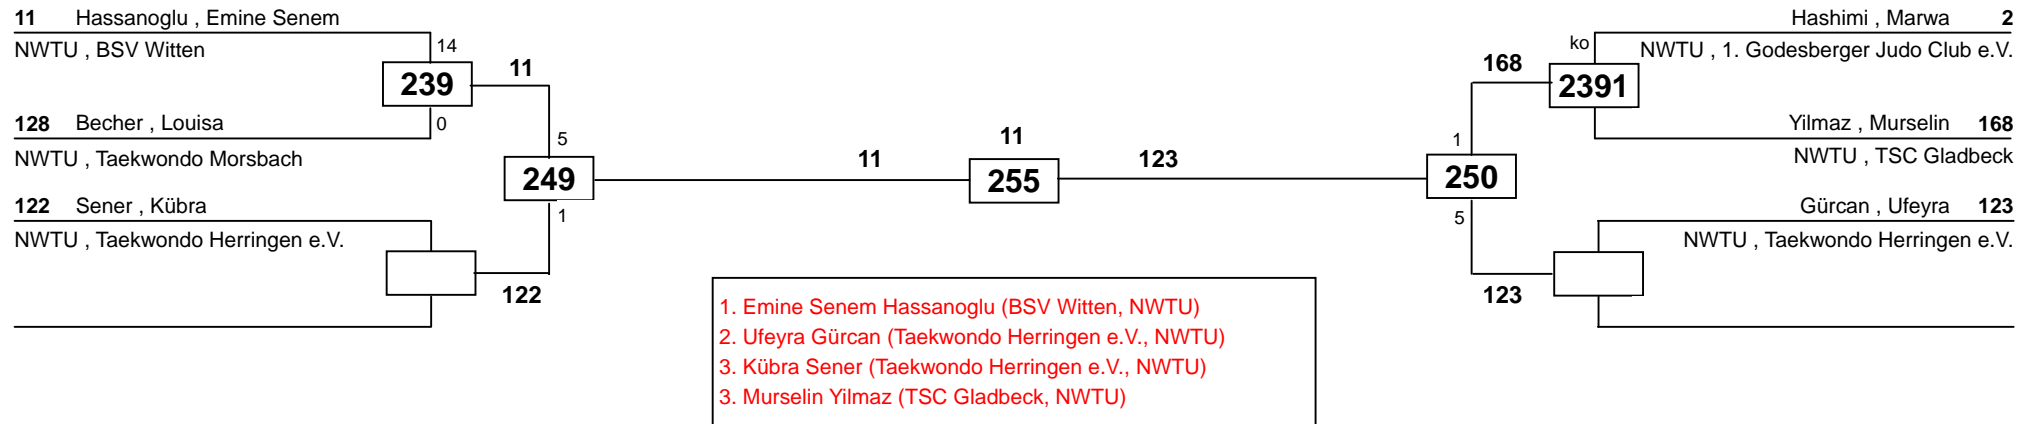 11 Hassanoglu , Emine Senem
NWTU , BSV Witten
14
239
11
0
128 Becher , Louisa
NWTU , Taekwondo Morsbach
5
249
1
122 Sener , Kübra
NWTU , Taekwondo Herringen e.V.
122
11
11
255
123
Hashimi , Marwa 2
NWTU , 1. Godesberger Judo Club e.V.
ko
168
2391
Yilmaz , Murselin 168
NWTU , TSC Gladbeck
1
250
5
Gürcan , Ufeyra 123
NWTU , Taekwondo Herringen e.V.
123
1. Emine Senem Hassanoglu (BSV Witten, NWTU)
2. Ufeyra Gürcan (Taekwondo Herringen e.V., NWTU)
3. Kübra Sener (Taekwondo Herringen e.V., NWTU)
3. Murselin Yilmaz (TSC Gladbeck, NWTU)